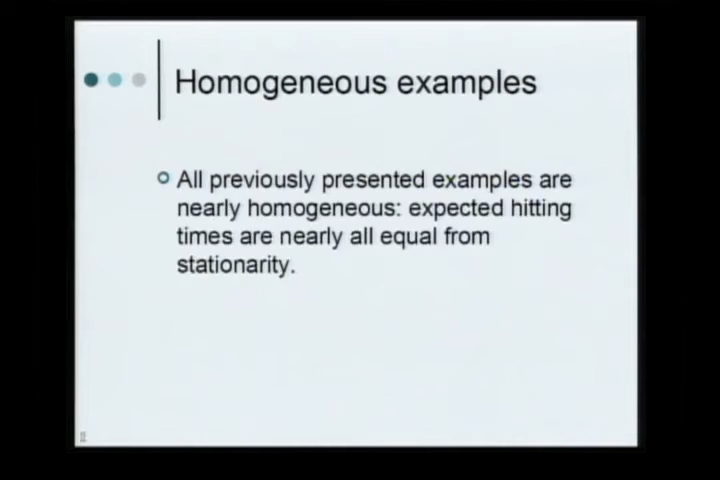 Homogeneous examples
All previously presented examples are
nearly homogeneous: expected hitting
times are nearly all equal from
stationarity.